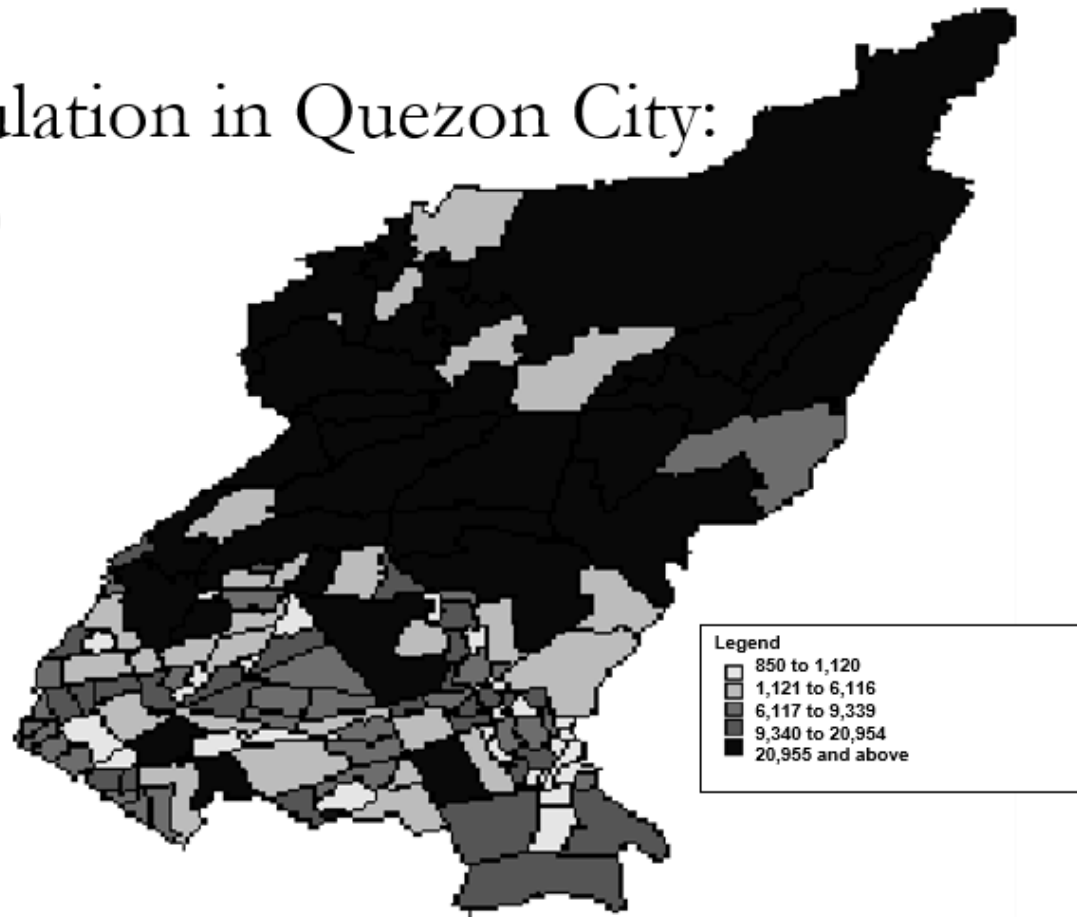 ulation in Quezon City:
Legend
850 to 1,120
1,121 to 6,116
6,117 to 9,339
9,340 to 20,954
20,955 and above